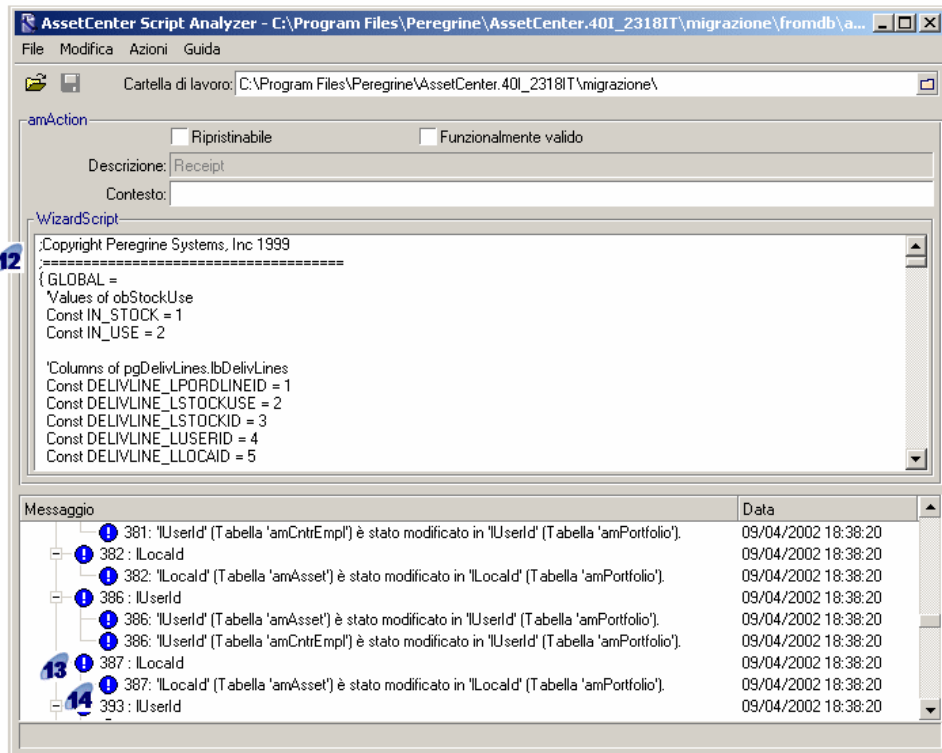 AssetCenter Script Analyzer - C:\Program Files\Peregrine\AssetCenter.40I_2318IT\migrazione\fromdb\a...
File Modifica Azioni Guida
Cartella di lavoro: C:\Program Files\Peregrine\AssetCenter.40I_2318IT\migrazione\
amAction
Ripristinabile Funzionalmente valido
Descrizione: Receipt
Contesto:
WizardScript
12
;Copyright Peregrine Systems, Inc 1999
;=====================================
{ GLOBAL =
'Values of obStockUse
Const IN_STOCK = 1
Const IN_USE = 2
'Columns of pgDelivLines.lbDelivLines
Const DELIVLINE_LPORDLINEID = 1
Const DELIVLINE_LSTOCKUSE = 2
Const DELIVLINE_LSTOCKID = 3
Const DELIVLINE_LUSERID = 4
Const DELIVLINE_LLOCAID = 5
Messaggio Data
381: 'lUserId' (Tabella 'amCntrEmpl') è stato modificato in 'lUserId' (Tabella 'amPortfolio'). 09/04/2002 18:38:20
382 : lLocaId 09/04/2002 18:38:20
382: 'lLocaId' (Tabella 'amAsset') è stato modificato in 'lLocaId' (Tabella 'amPortfolio'). 09/04/2002 18:38:20
386 : lUserId 09/04/2002 18:38:20
386: 'lUserId' (Tabella 'amAsset') è stato modificato in 'lUserId' (Tabella 'amPortfolio'). 09/04/2002 18:38:20
386: 'lUserId' (Tabella 'amCntrEmpl') è stato modificato in 'lUserId' (Tabella 'amPortfolio'). 09/04/2002 18:38:20
13 387 : lLocaId 09/04/2002 18:38:20
387: 'lLocaId' (Tabella 'amAsset') è stato modificato in 'lLocaId' (Tabella 'amPortfolio'). 09/04/2002 18:38:20
14 393 : lUserId 09/04/2002 18:38:20